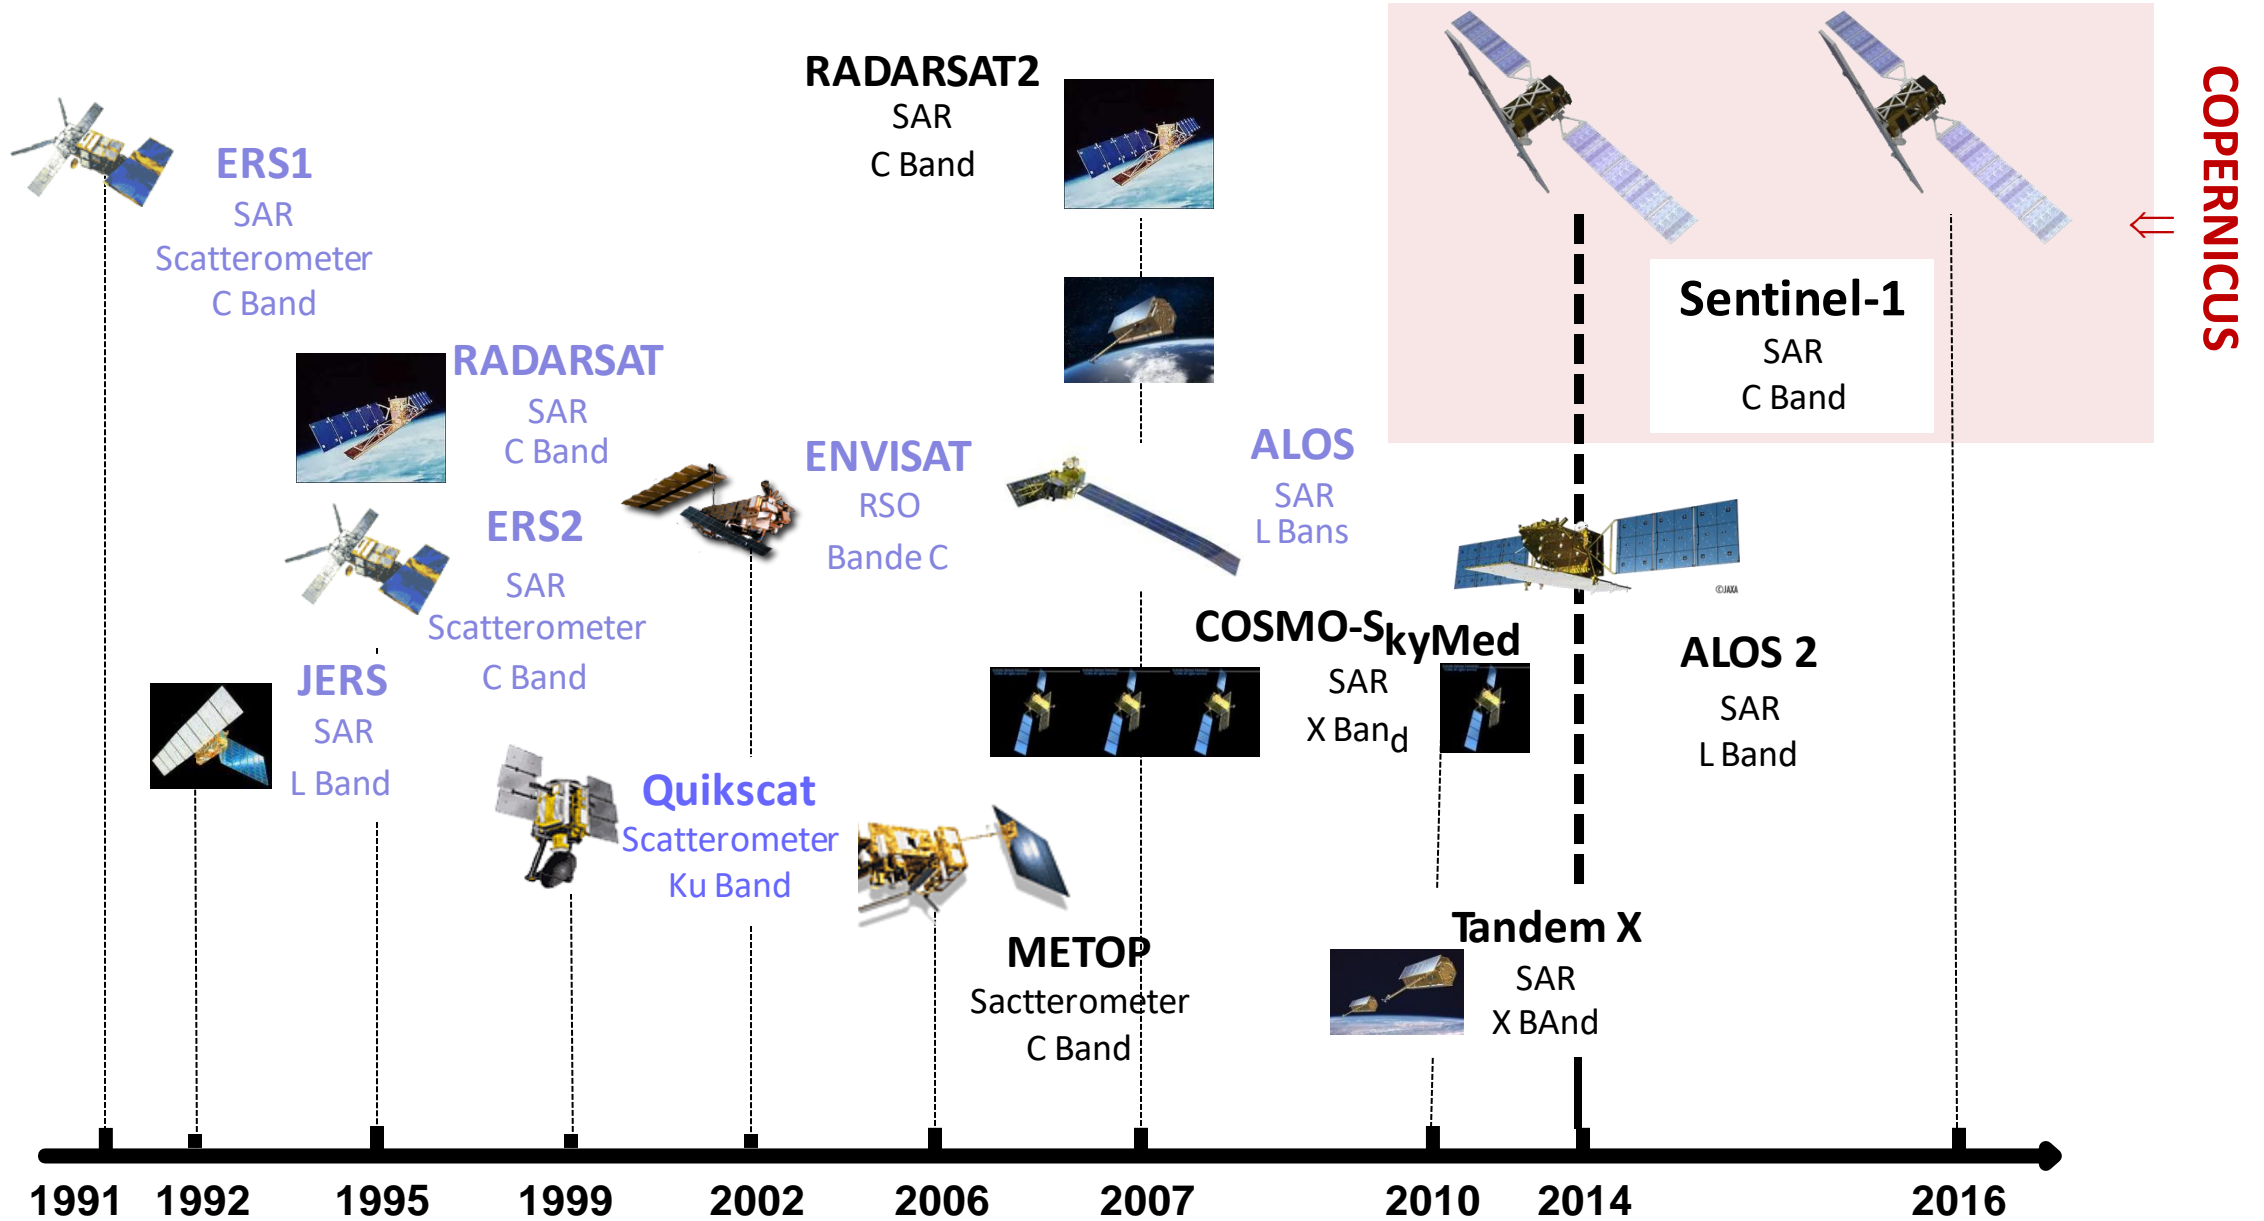 RADARSAT2
SAR
C Band
COPERNICUS
ERS1
SAR
Scatterometer
C Band
Sentinel-1
SAR
C Band
RADARSAT
SAR
C Band
ENVISAT
RSO
Bande C
ALOS
SAR
L Bans
ERS2
SAR
Scatterometer
C Band
©JAXA
COSMO-SkyMed
SAR
X Band
ALOS 2
SAR
L Band
JERS
SAR
L Band
Quikscat
Scatterometer
Ku Band
METOP
Sactterometer
C Band
Tandem X
SAR
X BAnd
1991 1992 1995 1999 2002 2006 2007 2010 2014 2016